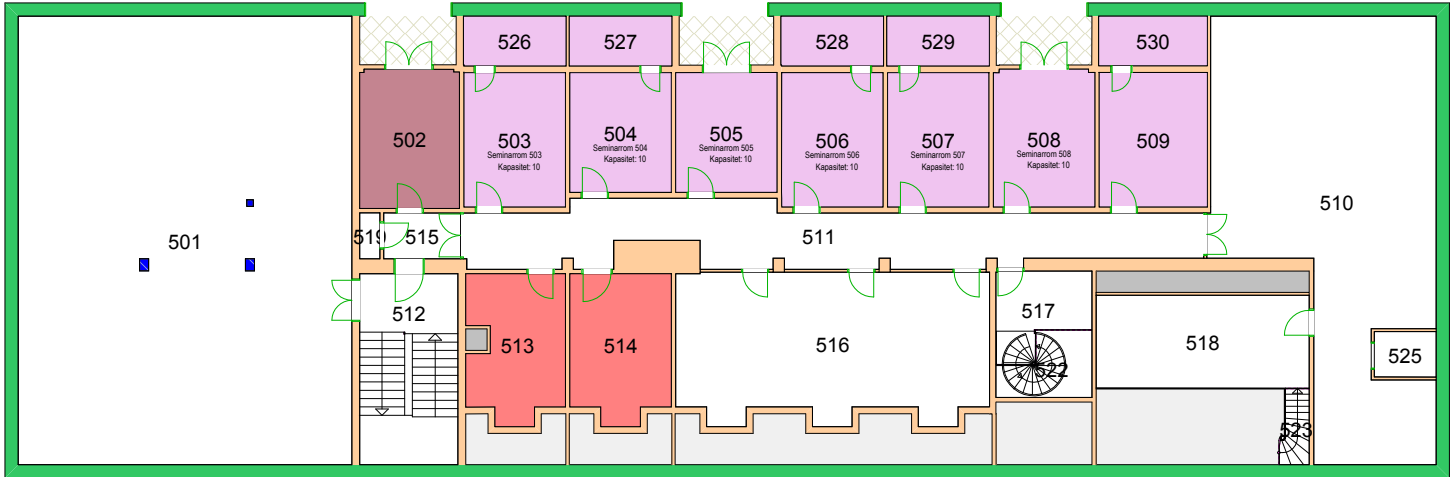 526
527
528
529
530
502
503
Seminarrom 503
Kapasitet: 10
504
Seminarrom 504
Kapasitet: 10
505
Seminarrom 505
Kapasitet: 10
506
Seminarrom 506
Kapasitet: 10
507
Seminarrom 507
Kapasitet: 10
508
Seminarrom 508
Kapasitet: 10
509
510
501
519
515
511
512
513
514
516
517
518
525
522
523